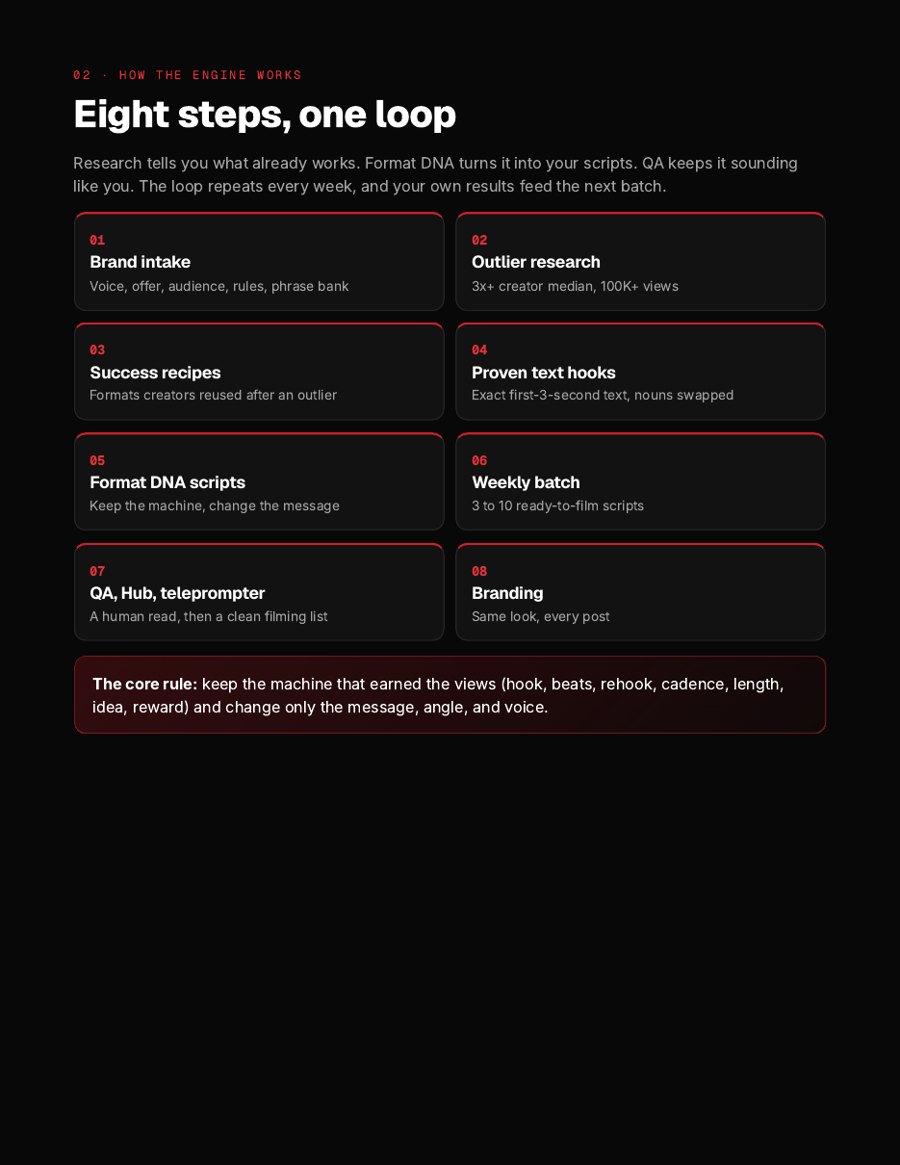 02 · HOW THE ENGINE WORKS
Eight steps, one loop
Research tells you what already works. Format DNA turns it into your scripts. QA keeps it sounding
like you. The loop repeats every week, and your own results feed the next batch.
01
Brand intake
Voice, offer, audience, rules, phrase bank
02
Outlier research
3x+ creator median, 100K+ views
03
Success recipes
Formats creators reused after an outlier
04
Proven text hooks
Exact first-3-second text, nouns swapped
05
Format DNA scripts
Keep the machine, change the message
06
Weekly batch
3 to 10 ready-to-film scripts
07
QA, Hub, teleprompter
A human read, then a clean filming list
08
Branding
Same look, every post
The core rule: keep the machine that earned the views (hook, beats, rehook, cadence, length,
idea, reward) and change only the message, angle, and voice.